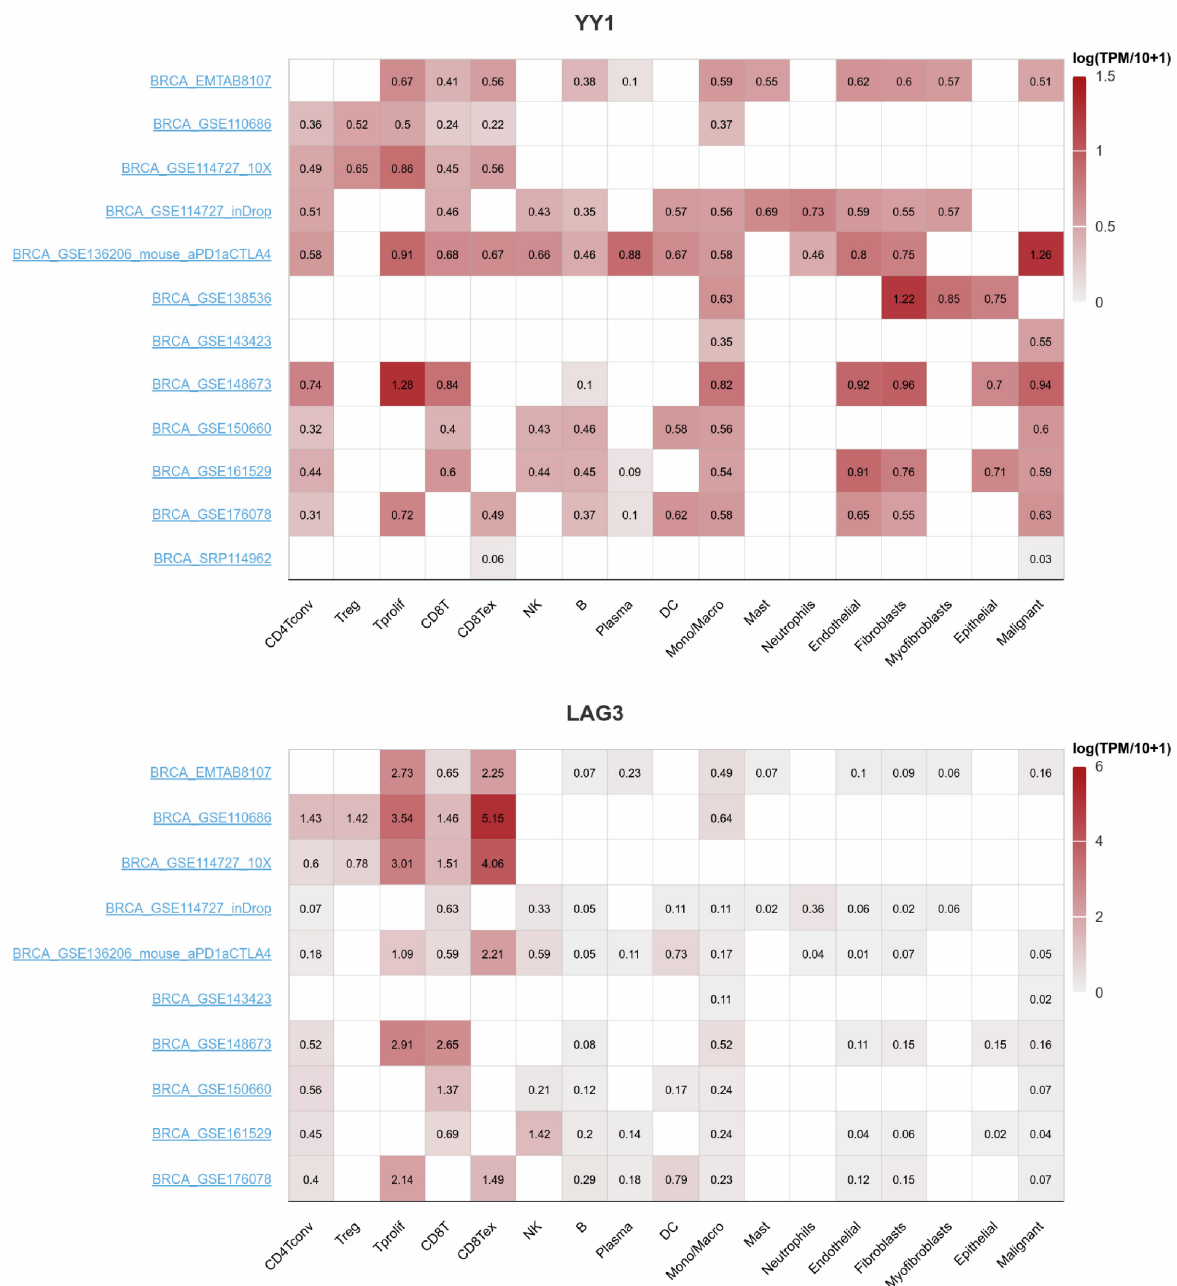 YY1
log(TPM/10+1)
BRCA_EMTAB8107 0.67 0.41 0.56 0.38 0.1 0.59 0.55 0.62 0.6 0.57 0.51
1.5
BRCA_GSE110686 0.36 0.52 0.5 0.24 0.22 0.37
1
BRCA_GSE114727_10X 0.49 0.65 0.86 0.45 0.56
BRCA_GSE114727_inDrop 0.51 0.46 0.43 0.35 0.57 0.56 0.69 0.73 0.59 0.55 0.57
0.5
BRCA_GSE136206_mouse_aPD1aCTLA4 0.58 0.91 0.68 0.67 0.66 0.46 0.88 0.67 0.58 0.46 0.8 0.75 1.26
BRCA_GSE138536 0.63 1.22 0.85 0.75
0
BRCA_GSE143423 0.35 0.55
BRCA_GSE148673 0.74 1.28 0.84 0.1 0.82 0.92 0.96 0.7 0.94
BRCA_GSE150660 0.32 0.4 0.43 0.46 0.58 0.56 0.6
BRCA_GSE161529 0.44 0.6 0.44 0.45 0.09 0.54 0.91 0.76 0.71 0.59
BRCA_GSE176078 0.31 0.72 0.49 0.37 0.1 0.62 0.58 0.65 0.55 0.63
BRCA_SRP114962 0.06 0.03
CD4Tconv Treg Tprolif CD8T CD8Tex NK B Plasma DC Mono/Macro Mast Neutrophils Endothelial Fibroblasts Myofibroblasts Epithelial Malignant
LAG3
log(TPM/10+1)
BRCA_EMTAB8107 2.73 0.65 2.25 0.07 0.23 0.49 0.07 0.1 0.09 0.06 0.16
6
BRCA_GSE110686 1.43 1.42 3.54 1.46 5.15 0.64
4
BRCA_GSE114727_10X 0.6 0.78 3.01 1.51 4.06
BRCA_GSE114727_inDrop 0.07 0.63 0.33 0.05 0.11 0.11 0.02 0.36 0.06 0.02 0.06
2
BRCA_GSE136206_mouse_aPD1aCTLA4 0.18 1.09 0.59 2.21 0.59 0.05 0.11 0.73 0.17 0.04 0.01 0.07 0.05
BRCA_GSE143423 0.11 0.02
0
BRCA_GSE148673 0.52 2.91 2.65 0.08 0.52 0.11 0.15 0.15 0.16
BRCA_GSE150660 0.56 1.37 0.21 0.12 0.17 0.24 0.07
BRCA_GSE161529 0.45 0.69 1.42 0.2 0.14 0.24 0.04 0.06 0.02 0.04
BRCA_GSE176078 0.4 2.14 1.49 0.29 0.18 0.79 0.23 0.12 0.15 0.07
CD4Tconv Treg Tprolif CD8T CD8Tex NK B Plasma DC Mono/Macro Mast Neutrophils Endothelial Fibroblasts Myofibroblasts Epithelial Malignant